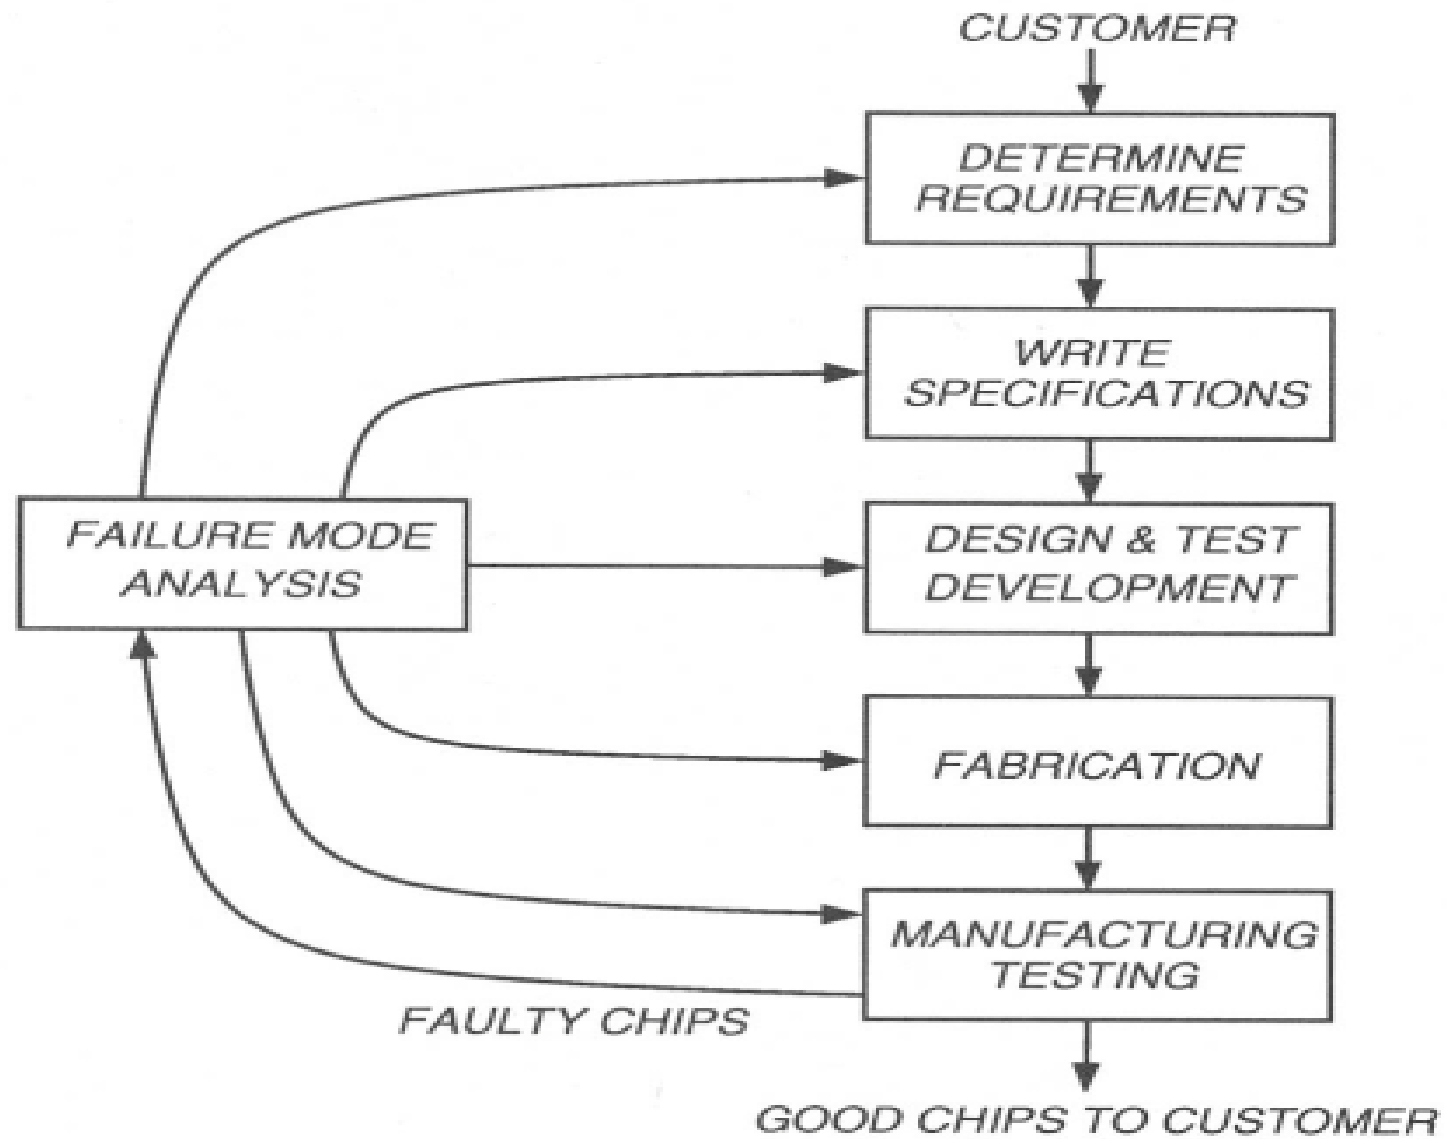 CUSTOMER
DETERMINE
REQUIREMENTS
WRITE
SPECIFICATIONS
FAILURE MODE
ANALYSIS
DESIGN & TEST
DEVELOPMENT
FABRICATION
MANUFACTURING
TESTING
FAULTY CHIPS
GOOD CHIPS TO CUSTOMER